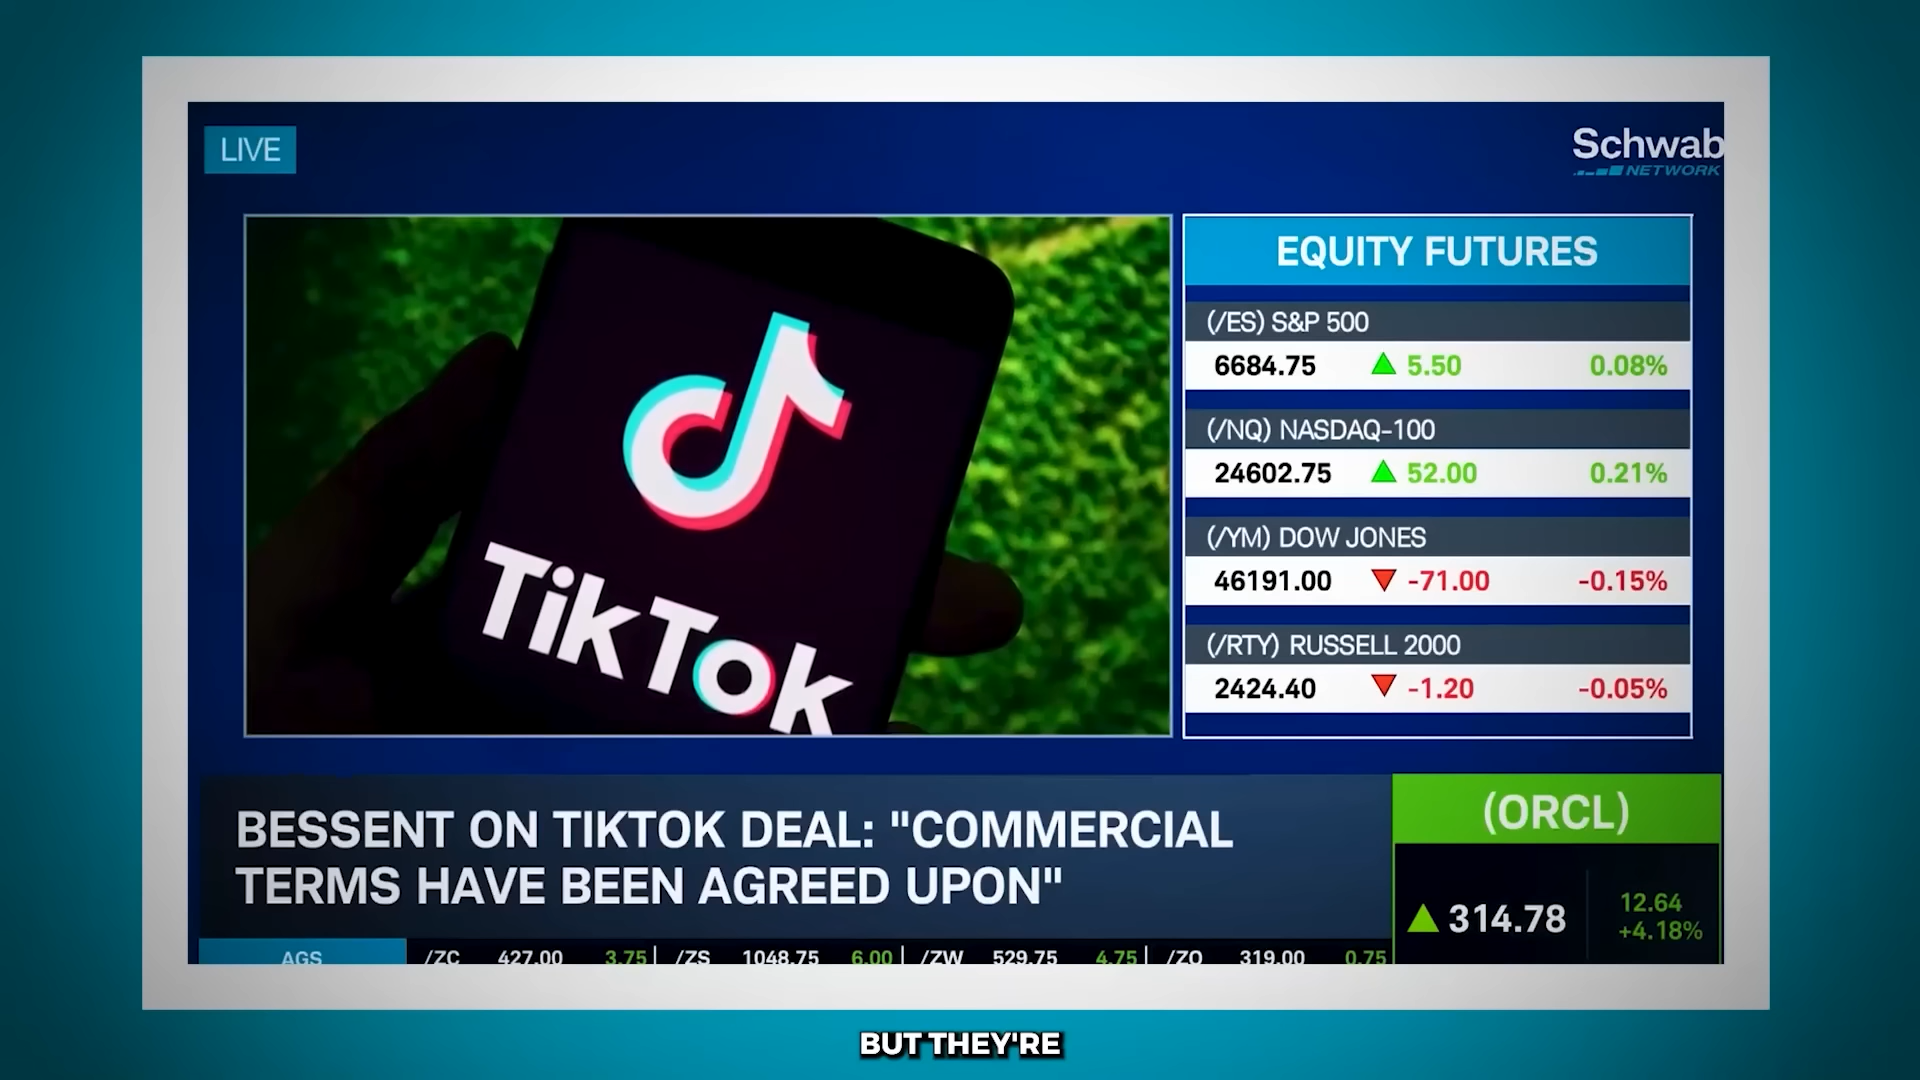 LIVE
Schwab
NETWORK
TikTok
EQUITY FUTURES
(/ES) S&P 500
6684.75 ▲ 5.50 0.08%
(/NQ) NASDAQ-100
24602.75 ▲ 52.00 0.21%
(/YM) DOW JONES
46191.00 ▼ -71.00 -0.15%
(/RTY) RUSSELL 2000
2424.40 ▼ -1.20 -0.05%
BESSENT ON TIKTOK DEAL: "COMMERCIAL
TERMS HAVE BEEN AGREED UPON"
(ORCL)
▲ 314.78
12.64
+4.18%
AGS /ZC 427.00 3.75 /ZS 1048.75 6.00 /ZW 529.75 4.75 /ZO 319.00 0.75
BUT THEY'RE